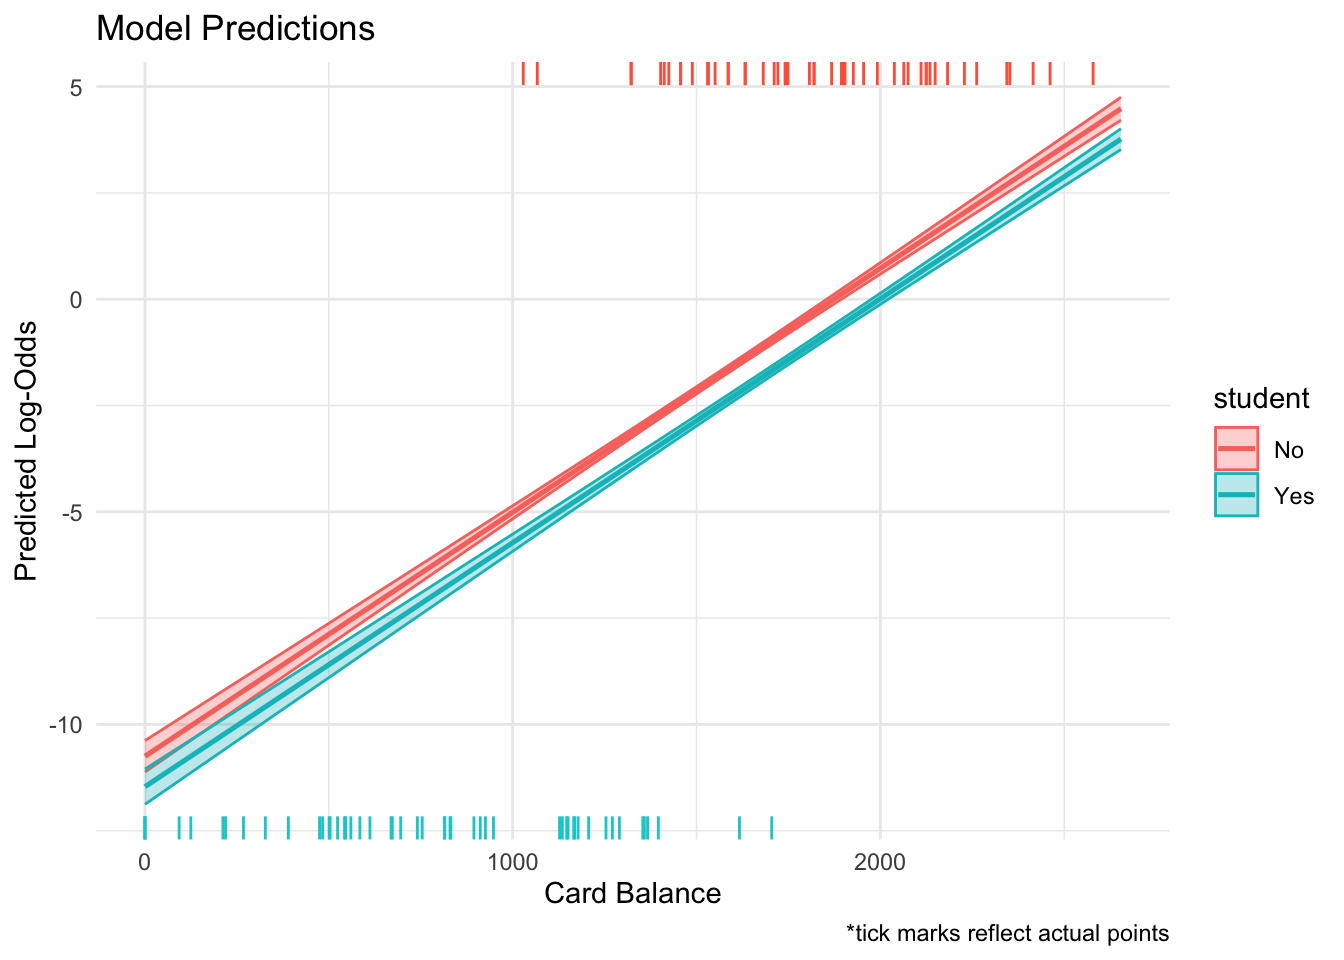 Model Predictions
5
0
-5
-10
Predicted Log-Odds
0
1000
2000
Card Balance
student
No
Yes
*tick marks reflect actual points